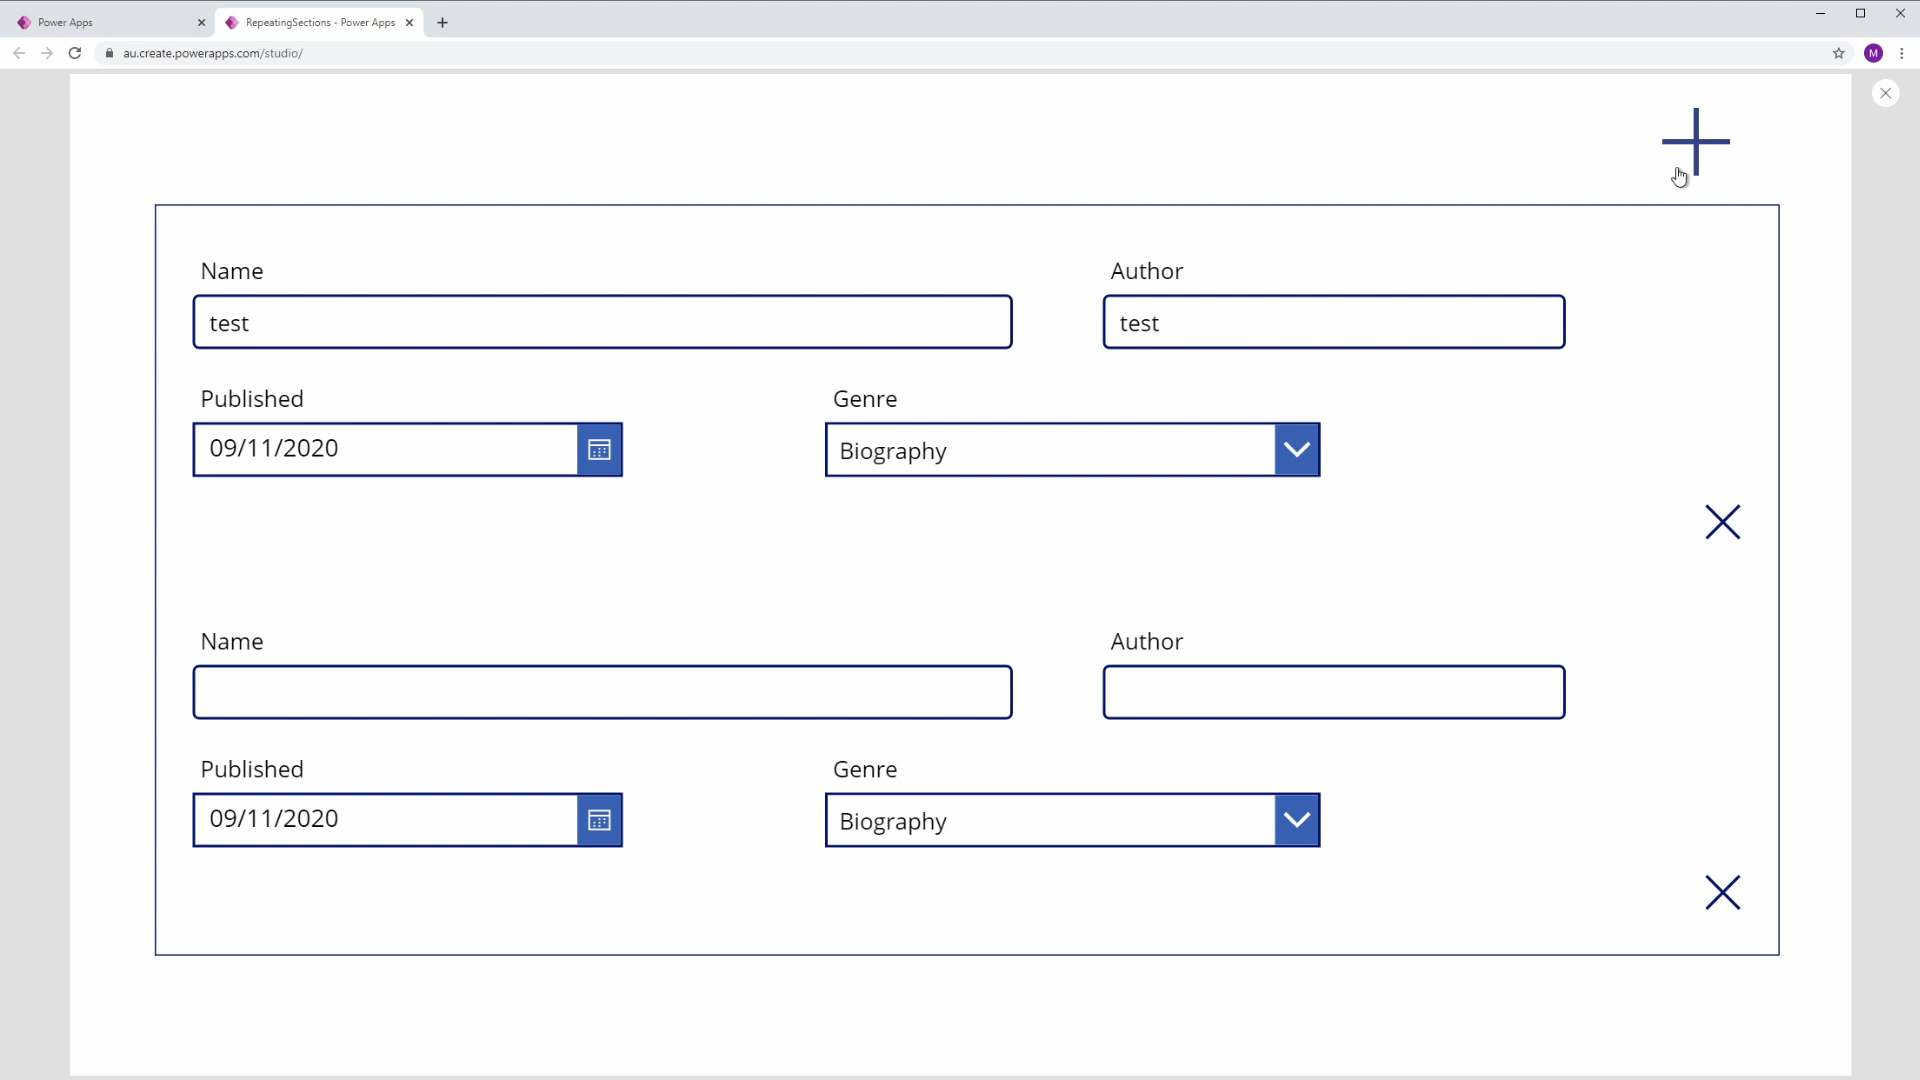 Power Apps
RepeatingSections - Power Apps
au.create.powerapps.com/studio/
M
Name
Author
test
test
Published
Genre
09/11/2020
Biography
Name
Author
Published
Genre
09/11/2020
Biography